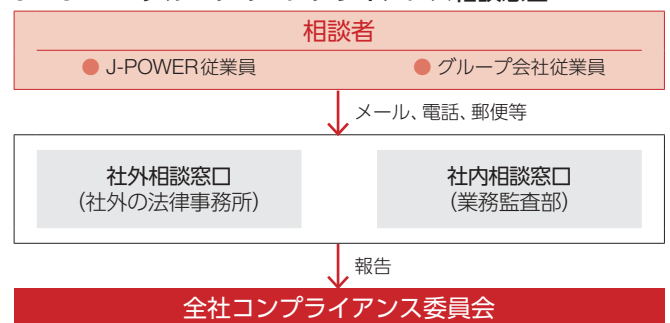 相談者
● J-POWER従業員
● グループ会社従業員
メール、電話、郵便等
社外相談窓口
(社外の法律事務所)
社内相談窓口
(業務監査部)
報告
全社コンプライアンス委員会